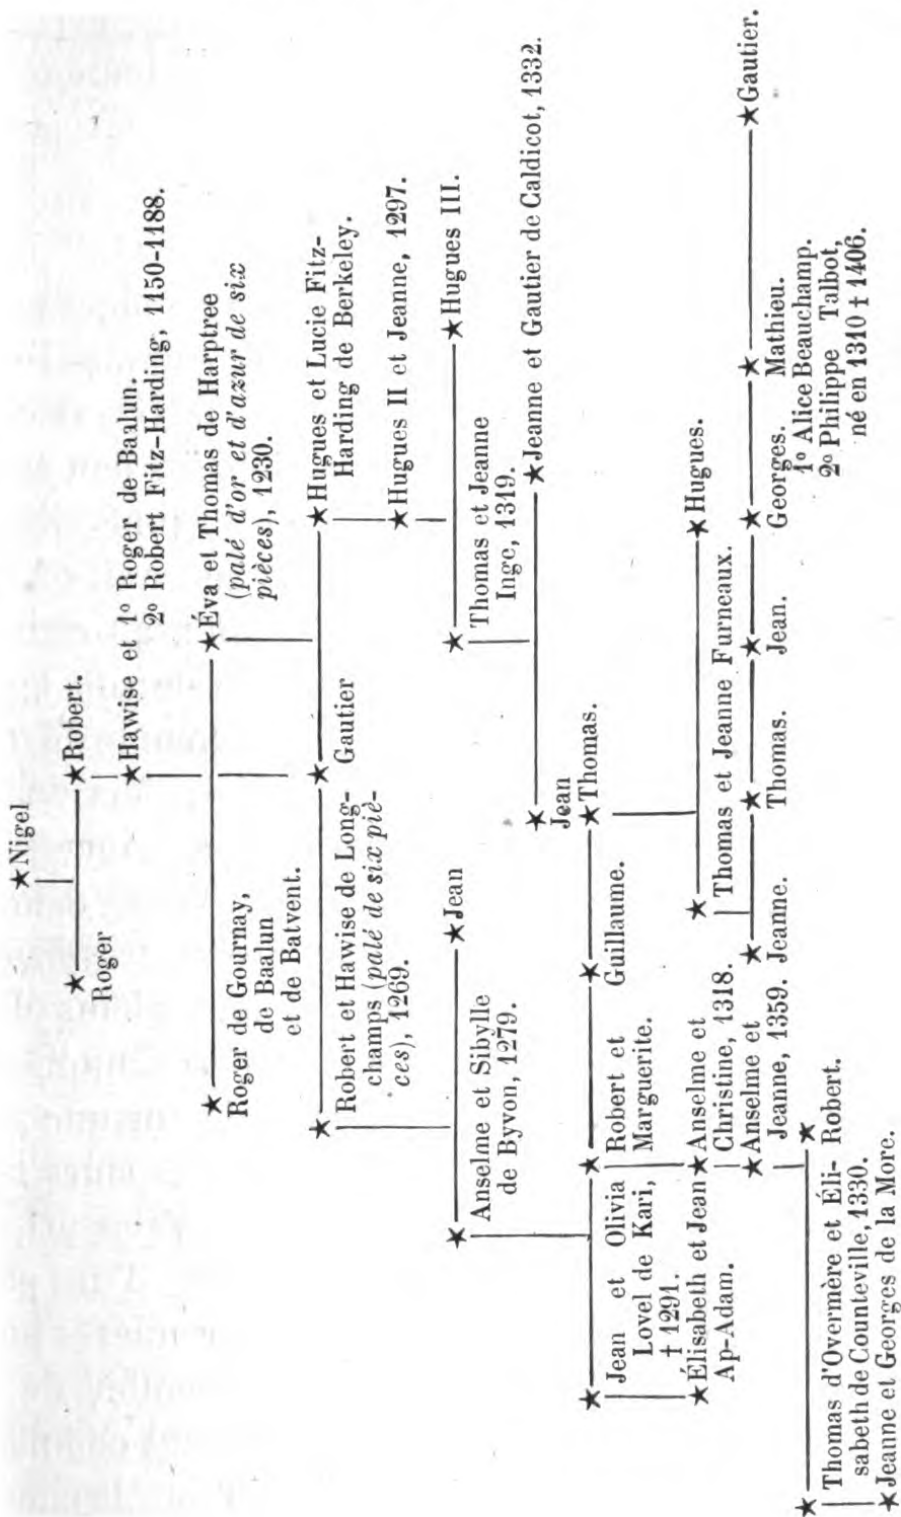 ★Nigel
★Roger
★Robert.
★Hawise et 1º Roger de Baalun.
2º Robert Fitz-Harding, 1150-1188.
★Roger de Gournay,
de Baalun
et de Batvent.
★Éva et Thomas de Harptree
(palé d'or et d'azur de six
pièces), 1230.
★Robert et Hawise de Long-
champs (palé de six piè-
ces), 1269.
★Gautier
★Hugues et Lucie Fitz-
Harding de Berkeley.
★Hugues II et Jeanne, 1297.
★Anselme et Sibylle
de Byvon, 1279.
★Jean
★Thomas et Jeanne
Inge, 1319.
★Hugues III.
★Jean
★Jeanne et Gautier de Caldicot, 1332.
★Jean et Olivia
Lovel de Kari,
† 1291.
★Robert et
Marguerite.
★Guillaume.
★Thomas.
★Élisabeth et Jean
Ap-Adam.
★Anselme et
Christine, 1318.
★Thomas et Jeanne Furneaux.
★Hugues.
★Anselme et
Jeanne, 1359.
★Jeanne.
★Thomas.
★Jean.
★Georges.
★Mathieu.
1º Alice Beauchamp.
2º Philippe Talbot,
né en 1310 † 1406.
★Gautier.
★Thomas d'Overnère et Éli-
sabeth de Counteville, 1330.
★Robert.
★Jeanne et Georges de la More.